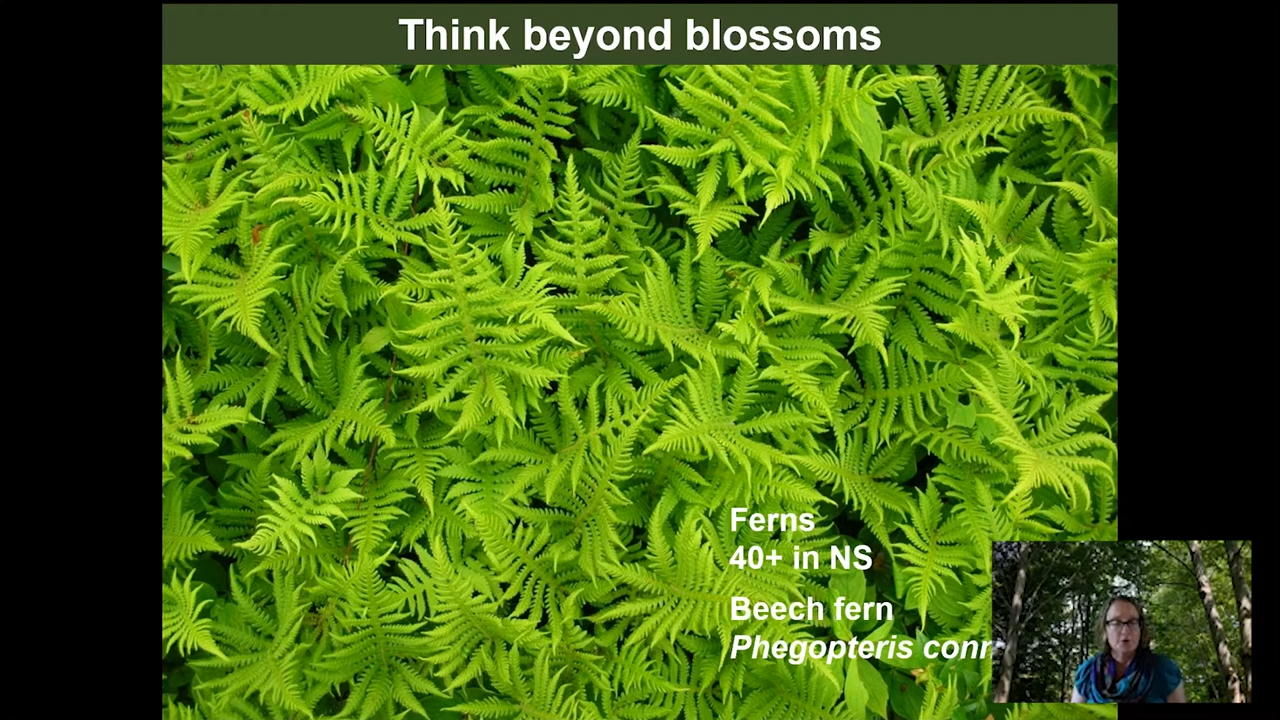 Think beyond blossoms
Ferns
40+ in NS
Beech fern
Phegopteris